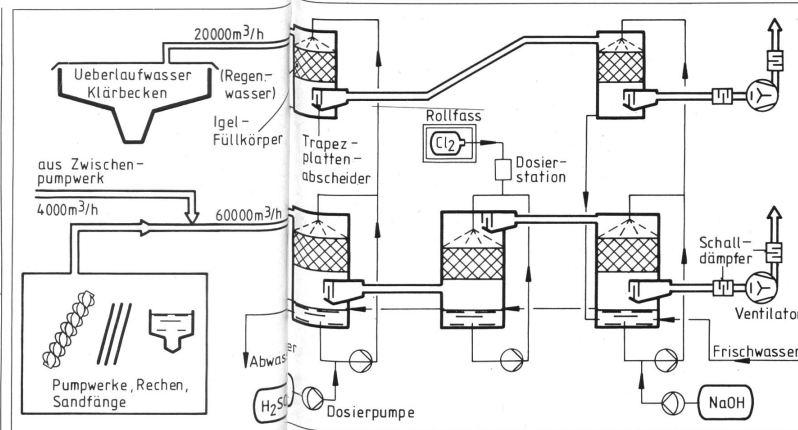 20000m³/h
Ueberlaufwasser
Klärbecken
(Regen-
wasser)
Igel-
Füllkörper
Trapez-
platten-
abscheider
Rollfass
Cl₂
Dosier-
station
aus Zwischen-
pumpwerk
4000m³/h
60000m³/h
Schall-
dämpfer
Ventilator
Frischwasser
Abwasser
Pumpwerke, Rechen,
Sandfänge
H₂S
Dosierpumpe
NaOH